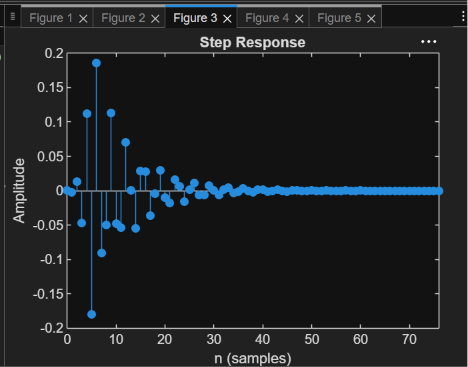 Figure 1 × Figure 2 × Figure 3 × Figure 4 × Figure 5 ×
Step Response
0.2
0.15
0.1
0.05
0
-0.05
-0.1
-0.15
-0.2
Amplitude
0 10 20 30 40 50 60 70
n (samples)